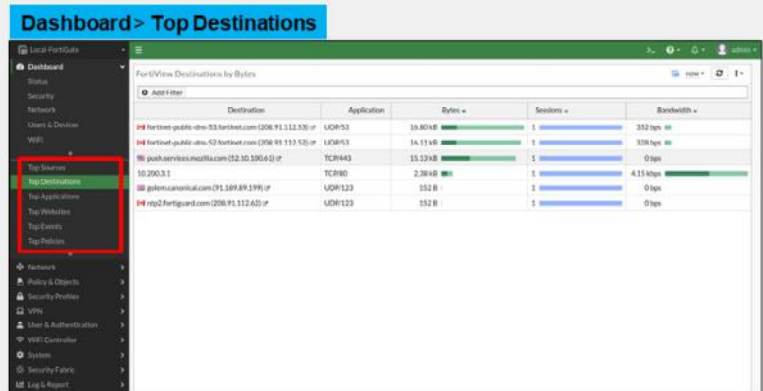 Dashboard > Top Destinations
Local-FortiGate
admin
Dashboard
Status
Security
Network
Users & Devices
WiFi
Top Sources
Top Destinations
Top Applications
Top Websites
Top Events
Top Policies
Network
Policy & Objects
Security Profiles
VPN
User & Authentication
WiFi Controller
System
Security Fabric
Log & Report
FortiView Destinations by Bytes
now
Add Filter
Destination Application Bytes Sessions Bandwidth
fortinet-public-dns-53.fortinet.com (208.91.112.53) UDP/53 16.80 kB 1 352 bps
fortinet-public-dns-52.fortinet.com (208.91.112.52) UDP/53 16.11 kB 1 328 bps
push.services.mozilla.com (52.10.100.61) TCP/443 15.13 kB 1 0 bps
10.200.3.1 TCP/80 2.38 kB 1 4.15 kbps
golem.canonical.com (91.189.89.199) UDP/123 152 B 1 0 bps
ntp2.fortiguard.com (208.91.112.62) UDP/123 152 B 1 0 bps